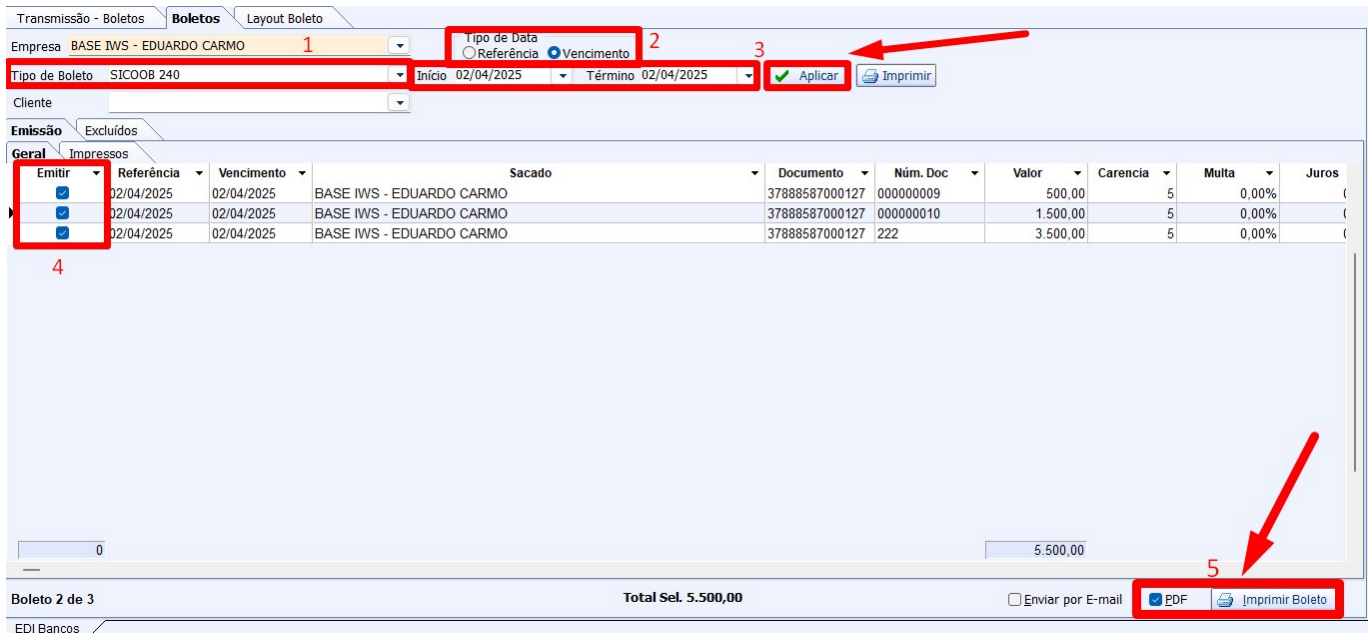 Transmissão - Boletos Boletos Layout Boleto
Empresa BASE IWS - EDUARDO CARMO 1 Tipo de Data 2
Referência Vencimento 3
Tipo de Boleto SICOOB 240 Início 02/04/2025 Término 02/04/2025 Aplicar Imprimir
Cliente
Emissão Excluídos
Geral Impressos
Emitir Referência Vencimento Sacado Documento Núm. Doc Valor Carencia Multa Juros
02/04/2025 02/04/2025 BASE IWS - EDUARDO CARMO 37888587000127 000000009 500,00 5 0,00%
02/04/2025 02/04/2025 BASE IWS - EDUARDO CARMO 37888587000127 000000010 1.500,00 5 0,00%
02/04/2025 02/04/2025 BASE IWS - EDUARDO CARMO 37888587000127 222 3.500,00 5 0,00%
4
0 5.500,00
5
Boleto 2 de 3 Total Sel. 5.500,00 Enviar por E-mail PDF Imprimir Boleto
EDI Bancos